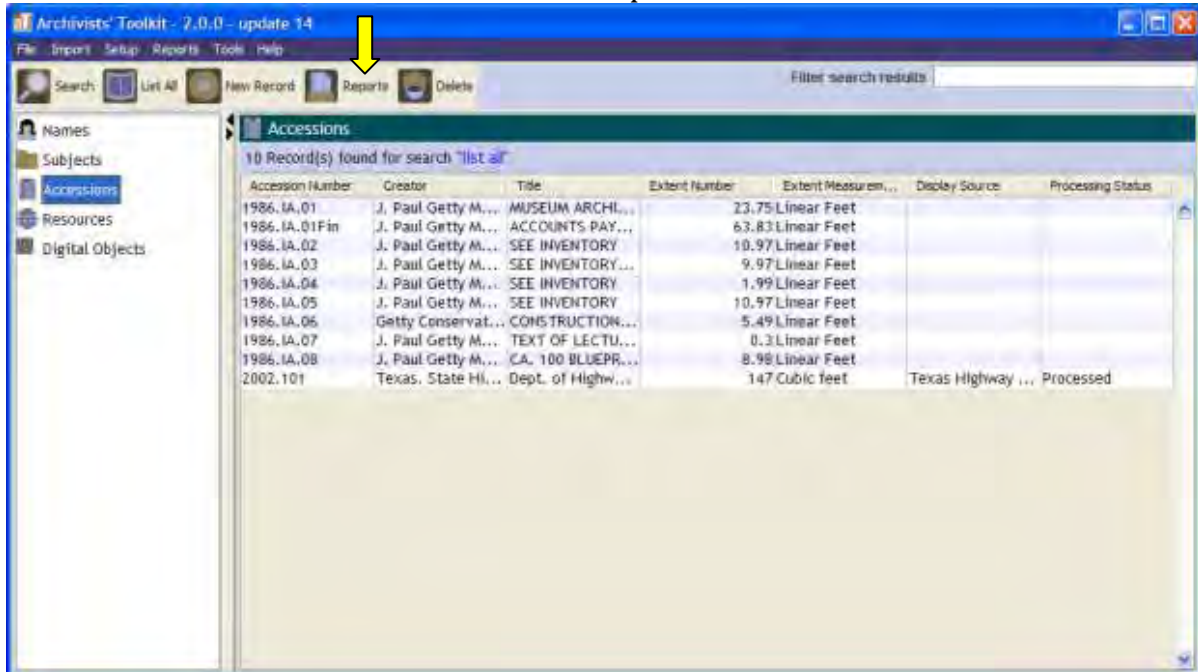 Archivists' Toolkit - 2.0.0 - update 14
File Import Setup Reports Tools Help
Search List All New Record Reports Delete Filter search results
Names
Subjects
Accessions
Resources
Digital Objects
Accessions
10 Record(s) found for search "list all"
Accession Number Creator Title Extent Number Extent Measurem... Display Source Processing Status
1986.IA.01 J. Paul Getty M... MUSEUM ARCHI... 23.75 Linear Feet
1986.IA.01Fin J. Paul Getty M... ACCOUNTS PAY... 63.83 Linear Feet
1986.IA.02 J. Paul Getty M... SEE INVENTORY 10.97 Linear Feet
1986.IA.03 J. Paul Getty M... SEE INVENTORY... 9.97 Linear Feet
1986.IA.04 J. Paul Getty M... SEE INVENTORY 1.99 Linear Feet
1986.IA.05 J. Paul Getty M... SEE INVENTORY 10.97 Linear Feet
1986.IA.06 Getty Conservat... CONSTRUCTION... 5.49 Linear Feet
1986.IA.07 J. Paul Getty M... TEXT OF LECTU... 0.3 Linear Feet
1986.IA.08 J. Paul Getty M... CA. 100 BLUEPR... 8.98 Linear Feet
2002.101 Texas. State Hi... Dept. of Highw... 147 Cubic feet Texas Highway ... Processed